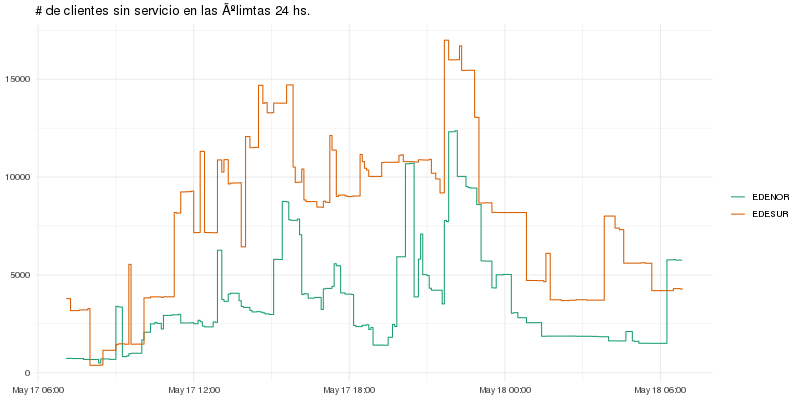 # de clientes sin servicio en las Ãºlimtas 24 hs.
15000
10000
5000
0
EDENOR
EDESUR
May 17 06:00
May 17 12:00
May 17 18:00
May 18 00:00
May 18 06:00